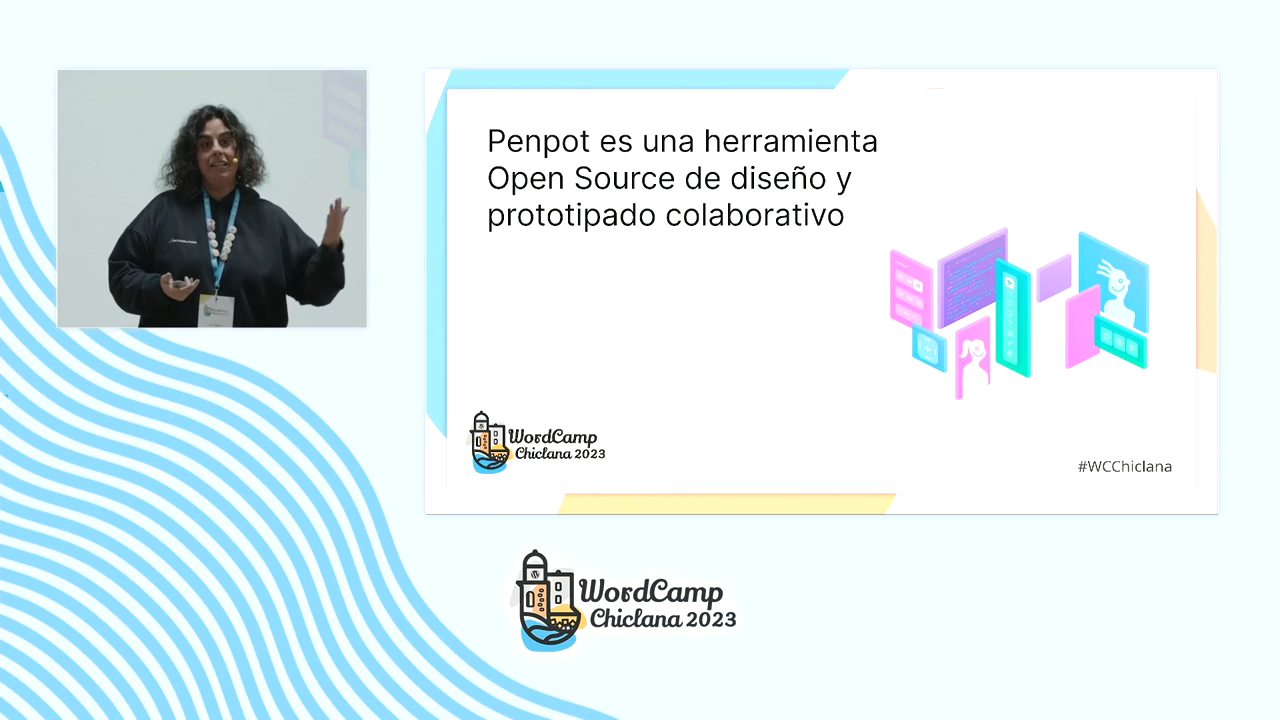 Penpot es una herramienta
Open Source de diseño y
prototipado colaborativo
WordCamp
Chiclana 2023
#WCChiclana
WordCamp
Chiclana 2023